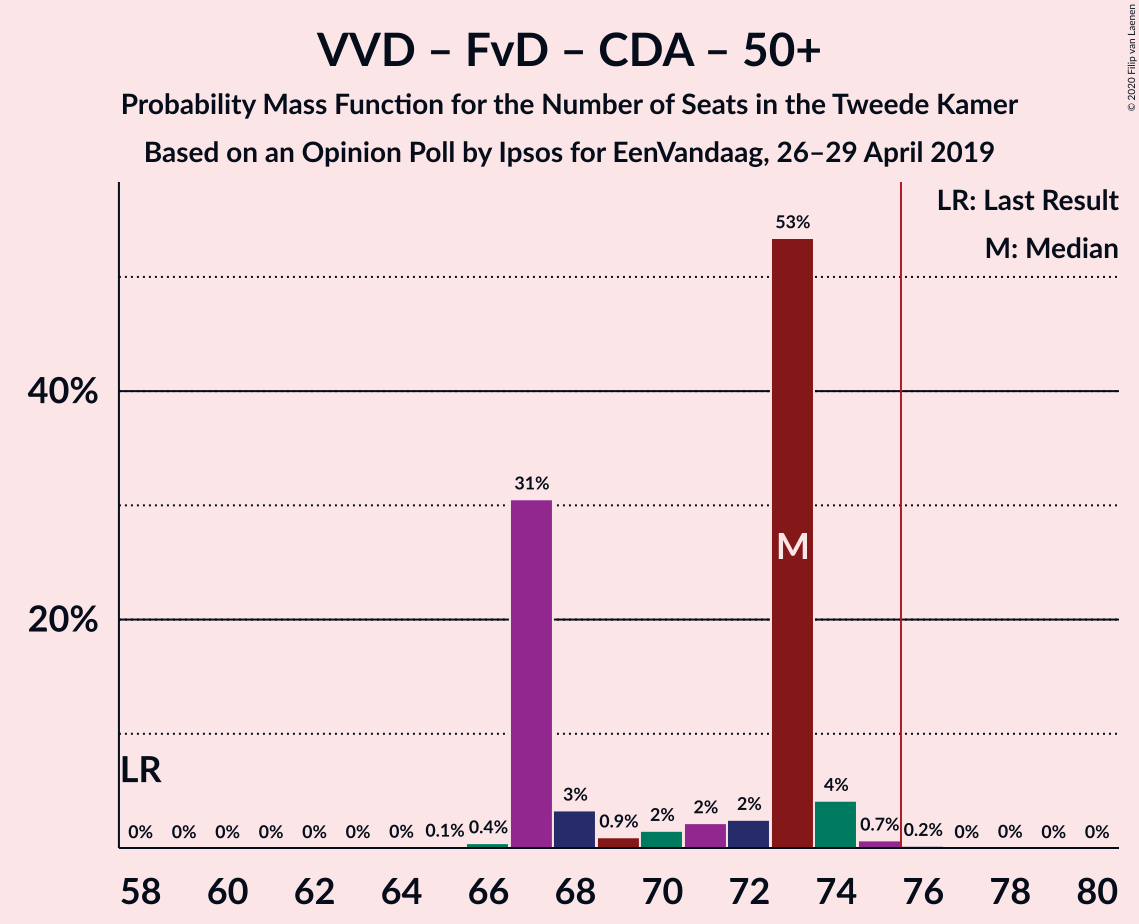 VVD – FvD – CDA – 50+
Probability Mass Function for the Number of Seats in the Tweede Kamer
Based on an Opinion Poll by Ipsos for EenVandaag, 26–29 April 2019
© 2020 Filip van Laenen
LR: Last Result
M: Median
53%
40%
31%
M
20%
LR
0% 0% 0% 0% 0% 0% 0% 0.1% 0.4% 3% 0.9% 2% 2% 2% 4% 0.7% 0.2% 0% 0% 0% 0%
58 60 62 64 66 68 70 72 74 76 78 80